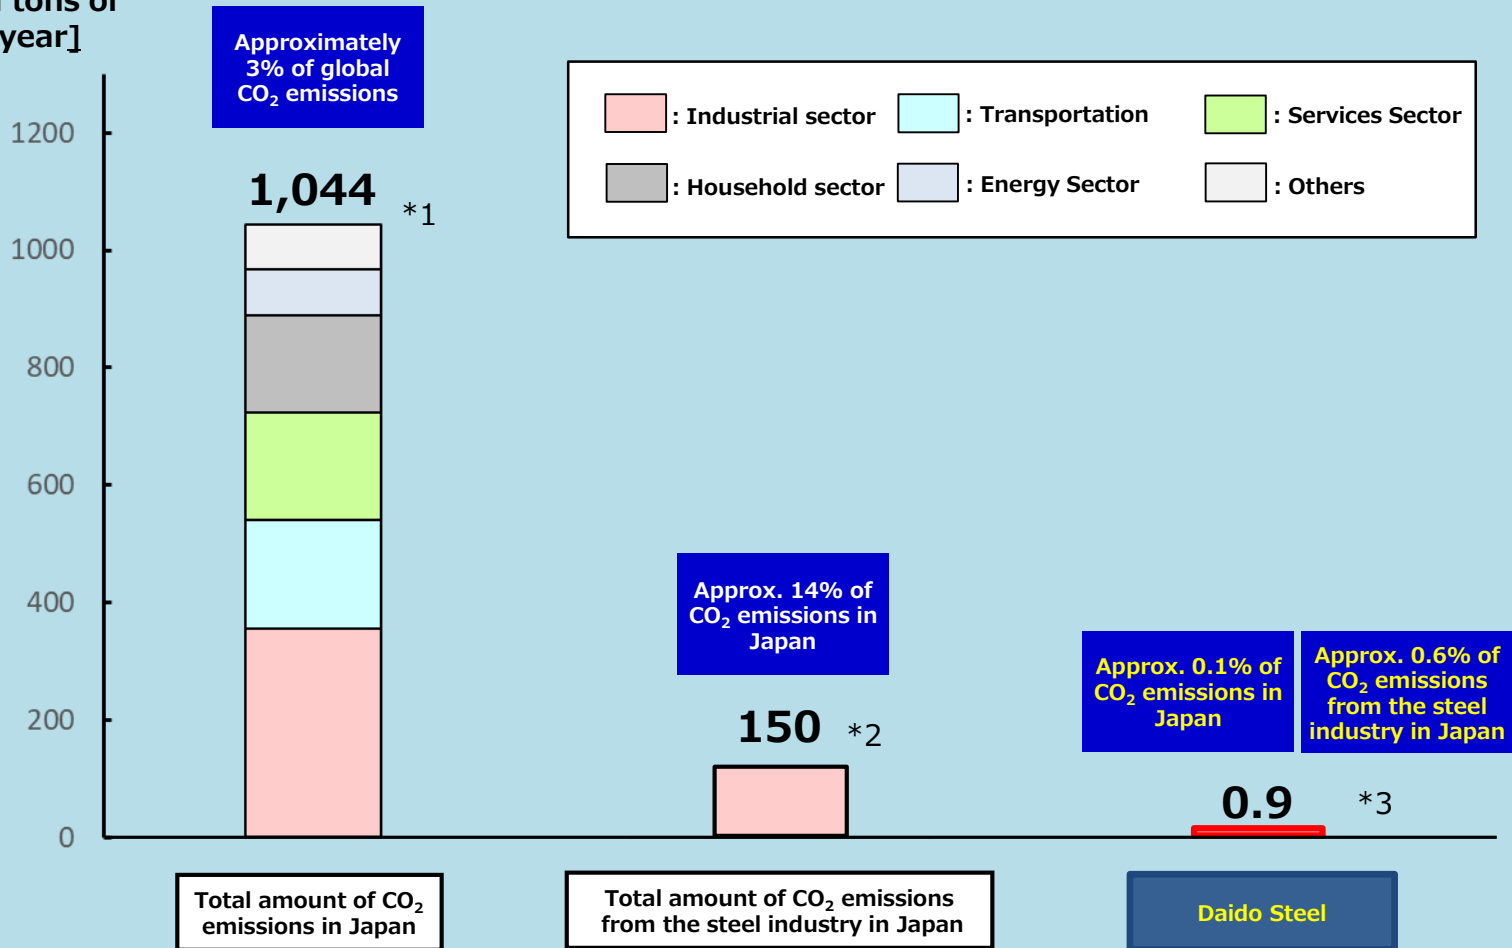 tons of
year]
Approximately
3% of global
CO₂ emissions
: Industrial sector
: Transportation
: Services Sector
: Household sector
: Energy Sector
: Others
1200
1000
800
600
400
200
0
1,044
*1
Approx. 14% of
CO₂ emissions in
Japan
150
*2
Approx. 0.1% of
CO₂ emissions in
Japan
Approx. 0.6% of
CO₂ emissions
from the steel
industry in Japan
0.9
*3
Total amount of CO₂
emissions in Japan
Total amount of CO₂ emissions
from the steel industry in Japan
Daido Steel